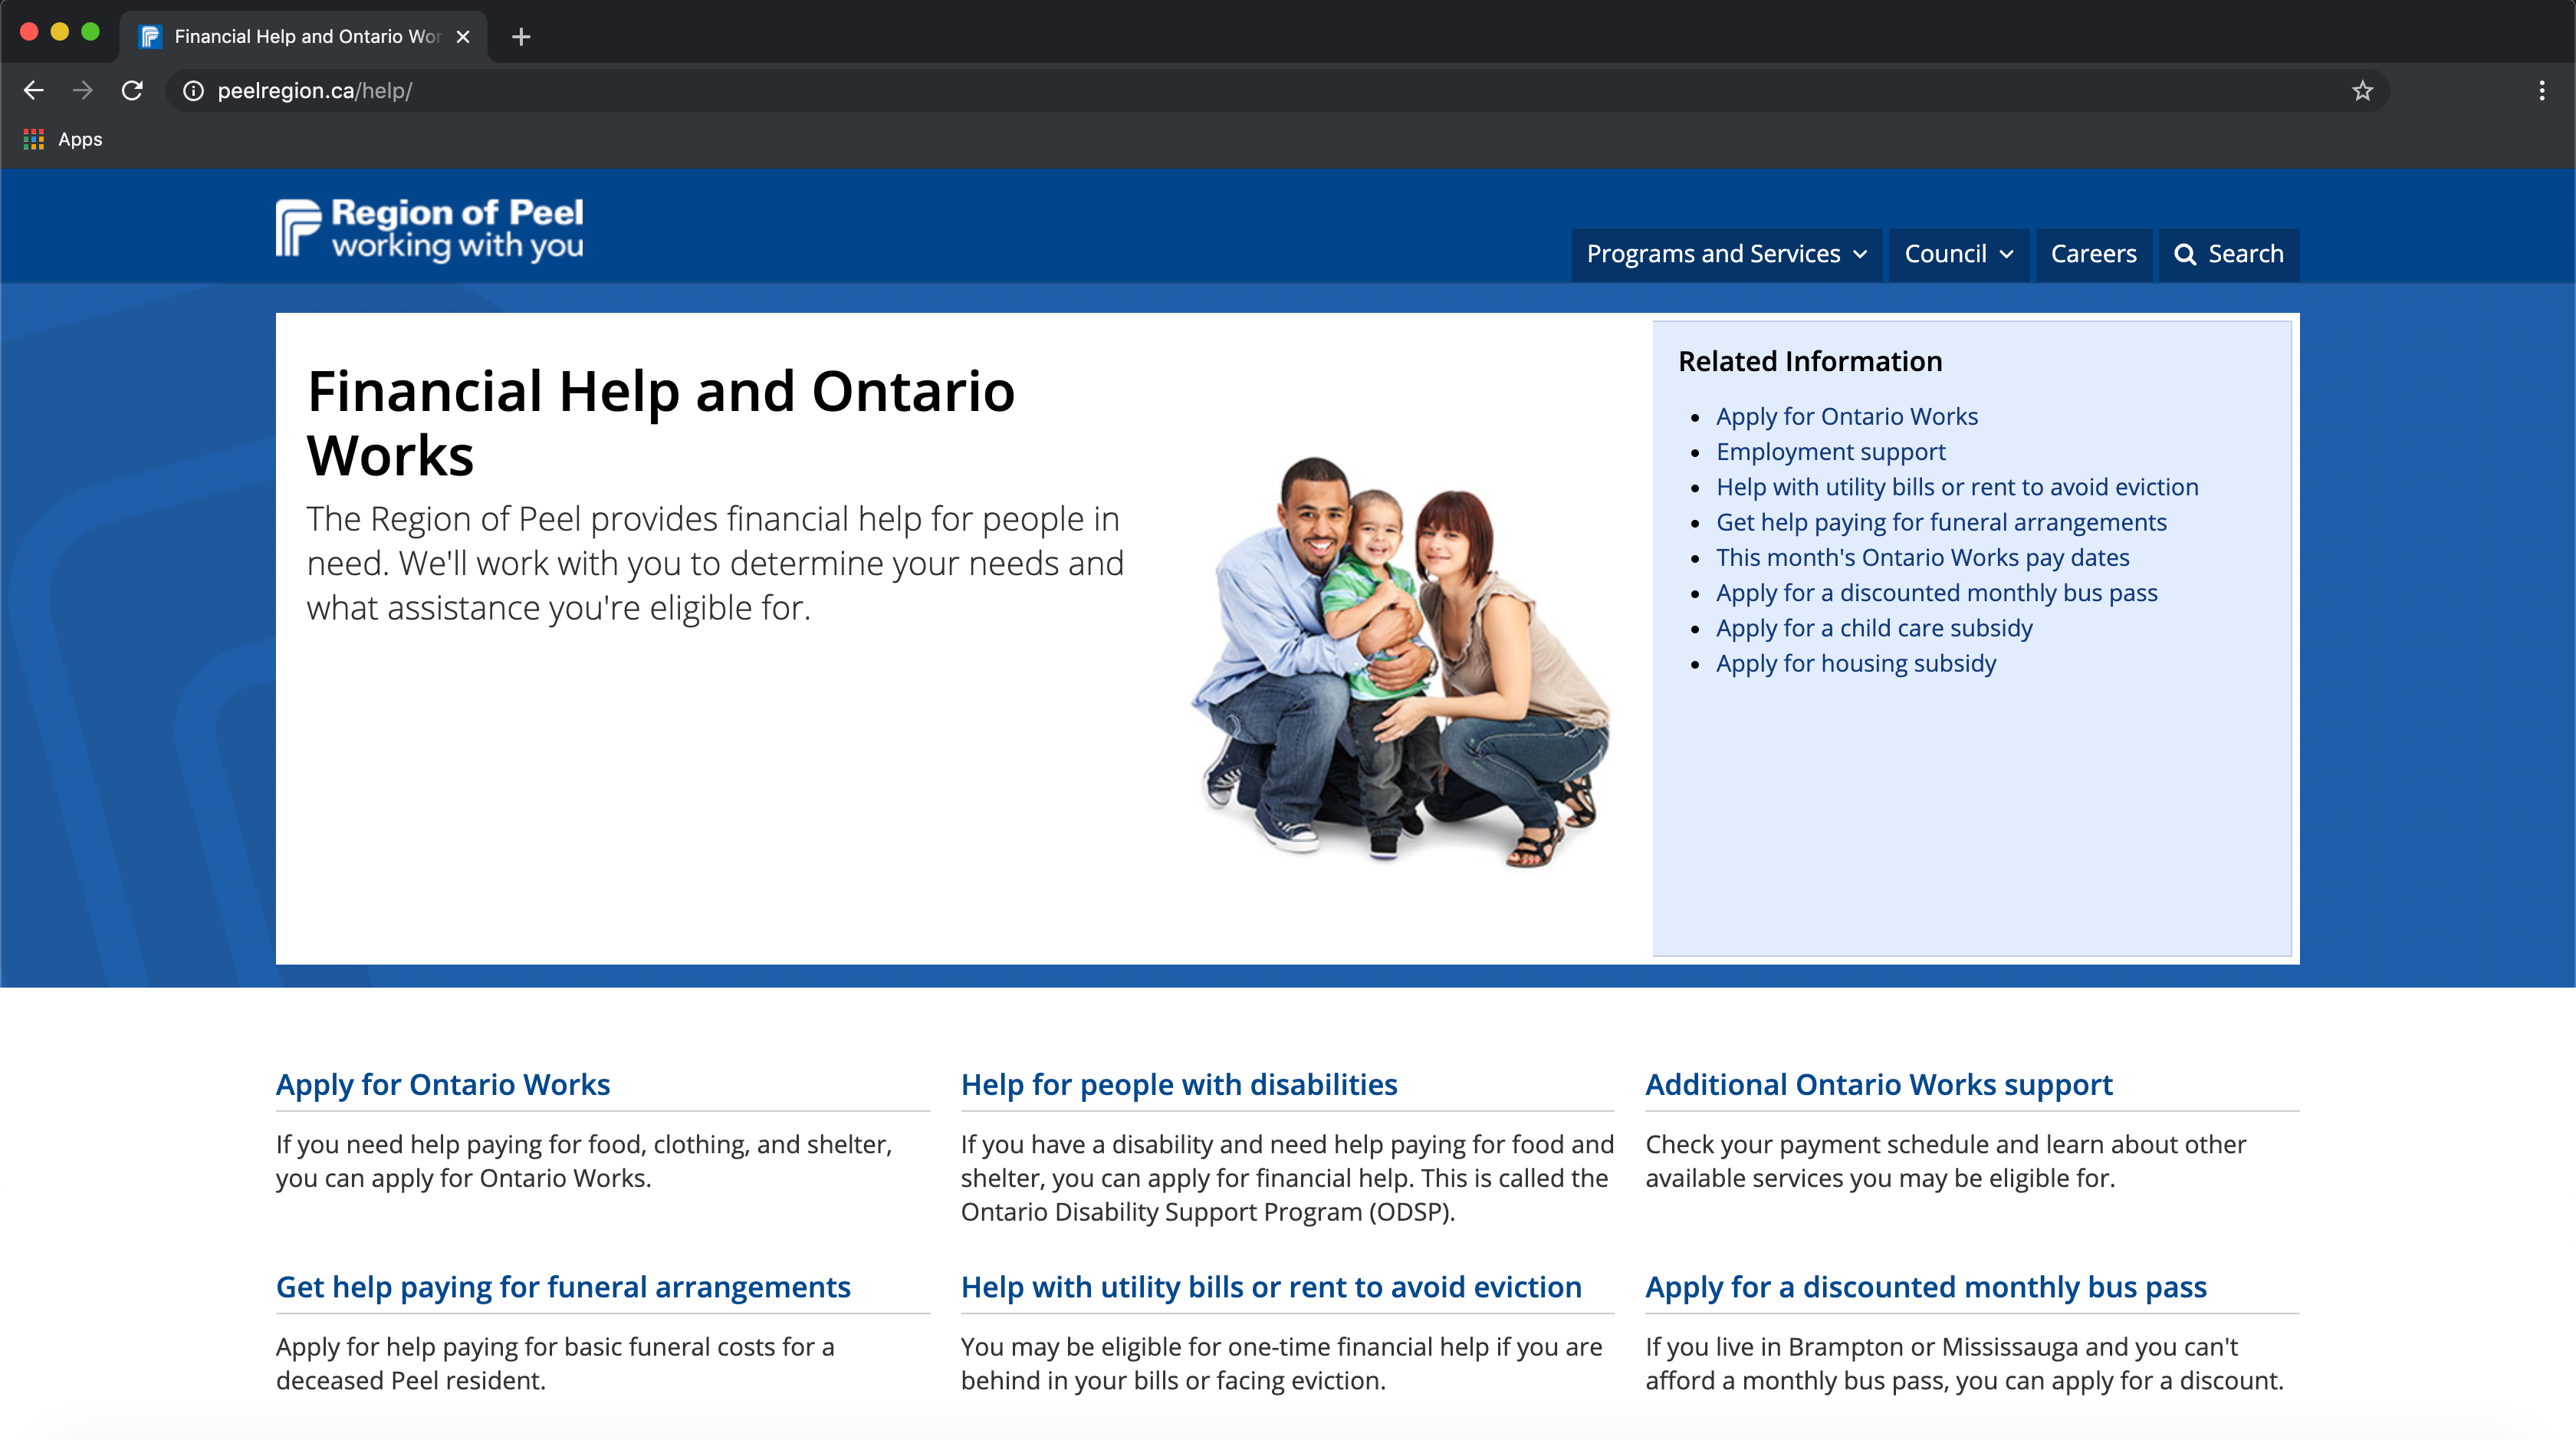 Financial Help and Ontario Wor
peelregion.ca/help/
Apps
Region of Peel
working with you
Programs and Services
Council
Careers
Search
Financial Help and Ontario
Works
The Region of Peel provides financial help for people in
need. We'll work with you to determine your needs and
what assistance you're eligible for.
Related Information
Apply for Ontario Works
Employment support
Help with utility bills or rent to avoid eviction
Get help paying for funeral arrangements
This month's Ontario Works pay dates
Apply for a discounted monthly bus pass
Apply for a child care subsidy
Apply for housing subsidy
Apply for Ontario Works
If you need help paying for food, clothing, and shelter,
you can apply for Ontario Works.
Help for people with disabilities
If you have a disability and need help paying for food and
shelter, you can apply for financial help. This is called the
Ontario Disability Support Program (ODSP).
Additional Ontario Works support
Check your payment schedule and learn about other
available services you may be eligible for.
Get help paying for funeral arrangements
Apply for help paying for basic funeral costs for a
deceased Peel resident.
Help with utility bills or rent to avoid eviction
You may be eligible for one-time financial help if you are
behind in your bills or facing eviction.
Apply for a discounted monthly bus pass
If you live in Brampton or Mississauga and you can't
afford a monthly bus pass, you can apply for a discount.